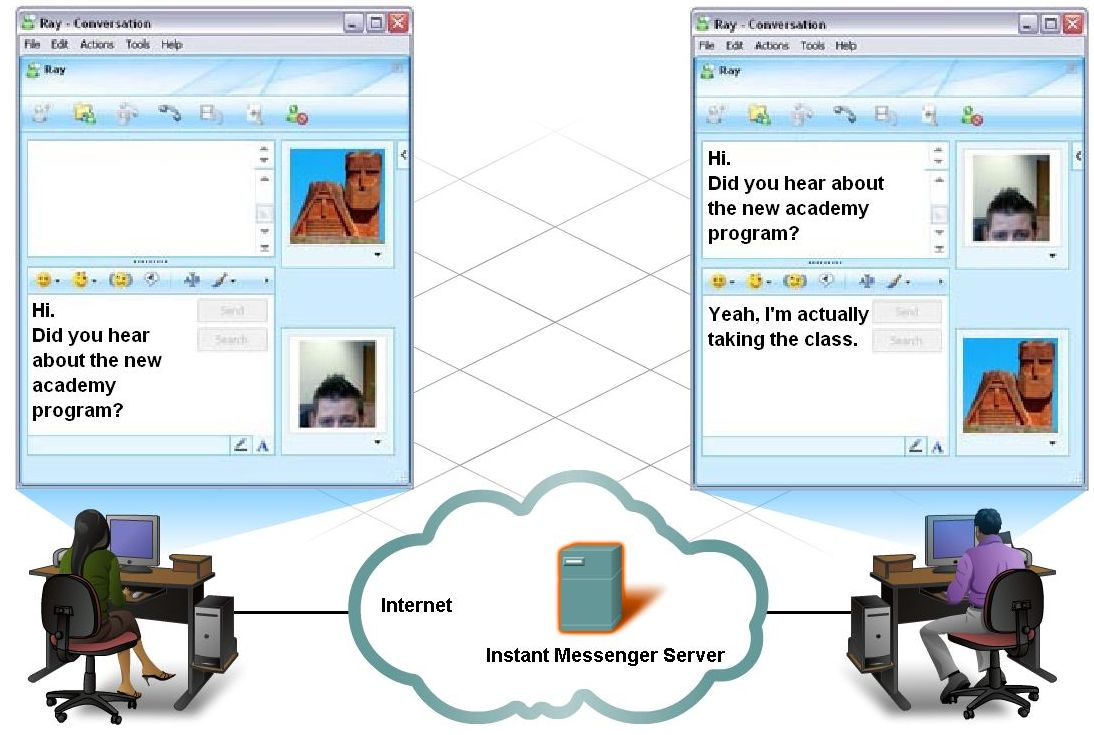 Ray - Conversation
File Edit Actions Tools Help
Ray
Hi.
Did you hear
about the new
academy
program?
Send
Search
A
Ray - Conversation
File Edit Actions Tools Help
Ray
Hi.
Did you hear about
the new academy
program?
Yeah, I'm actually
taking the class.
Send
Search
A
Internet
Instant Messenger Server